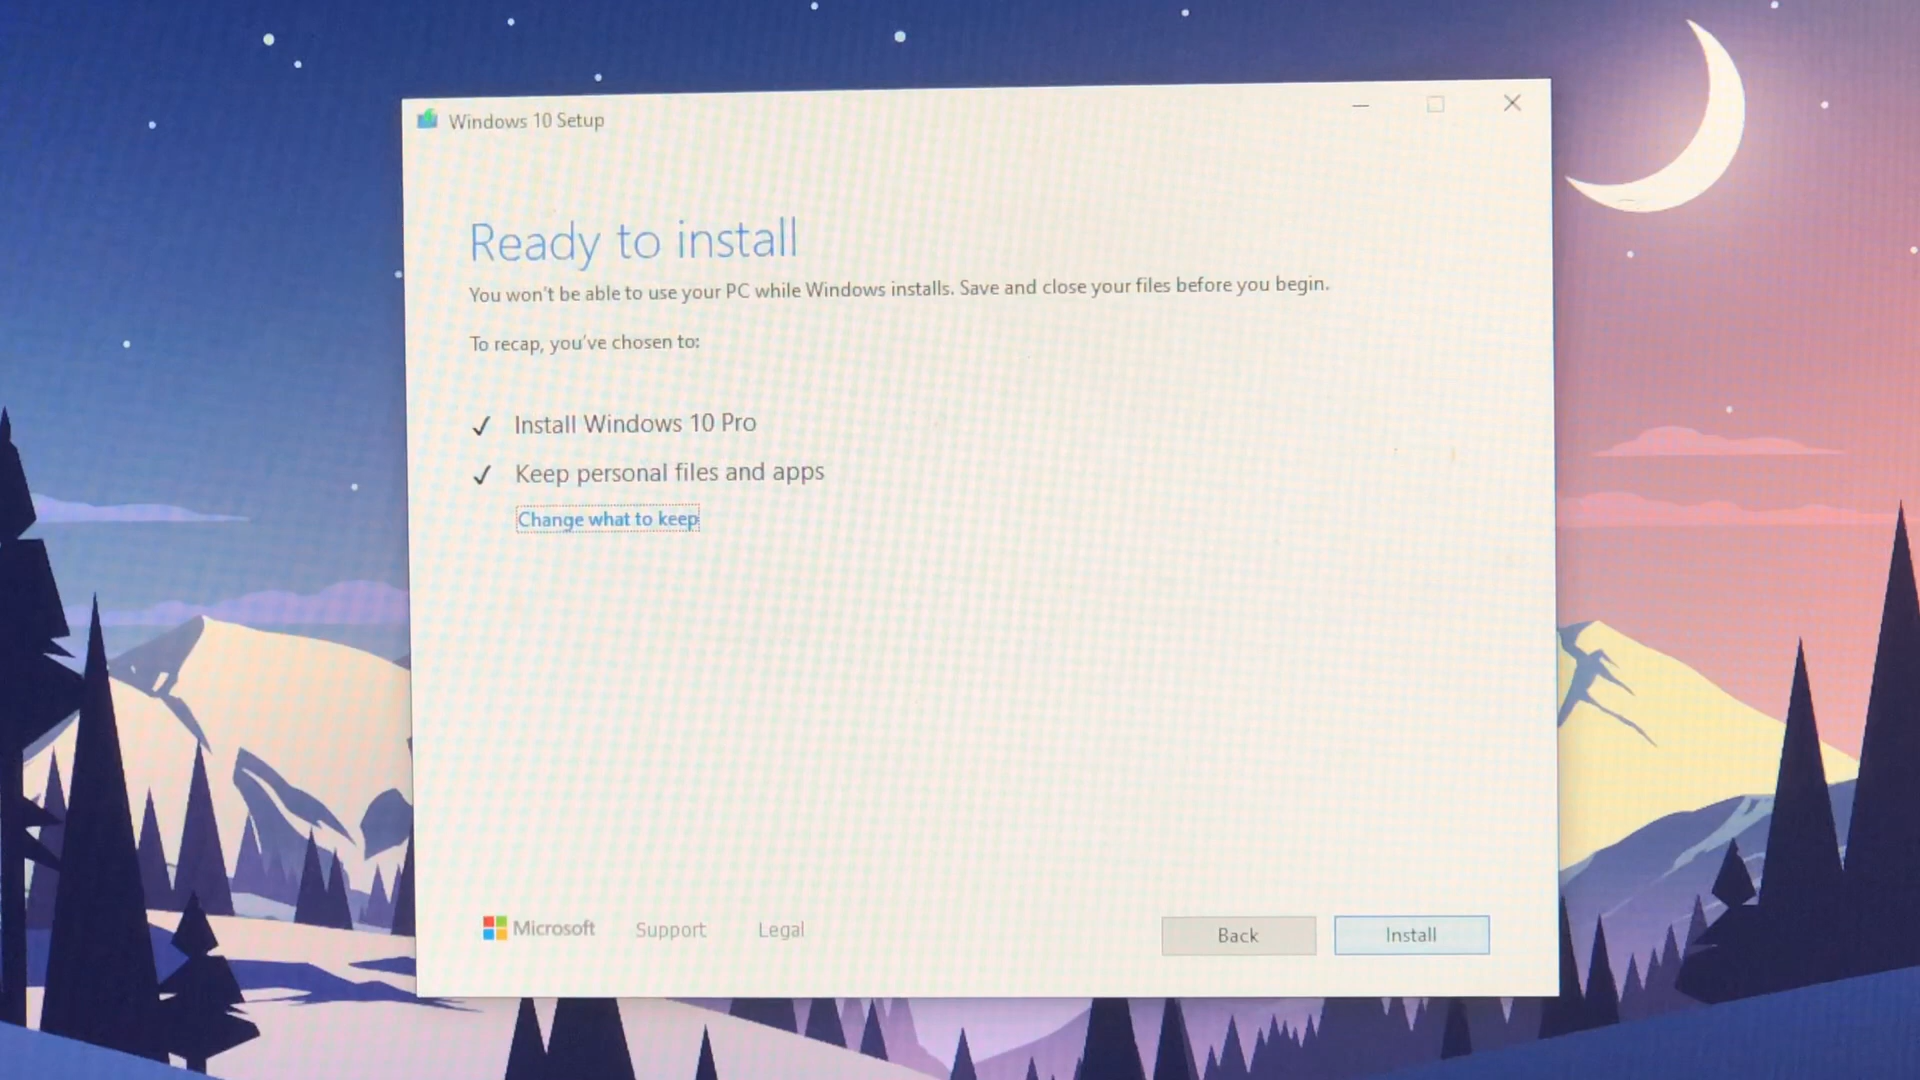 Windows 10 Setup
Ready to install
You won't be able to use your PC while Windows installs. Save and close your files before you begin.
To recap, you've chosen to:
✓ Install Windows 10 Pro
✓ Keep personal files and apps
Change what to keep
Microsoft Support Legal Back Install